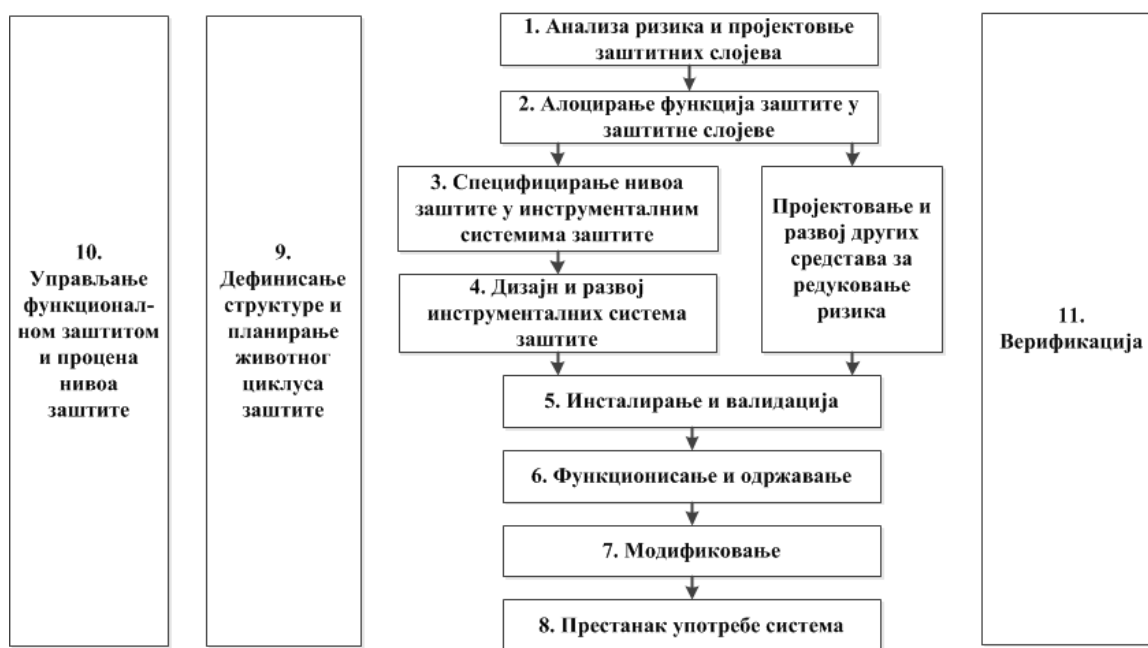 10.
Управљање
функционал-
ном заштитом
и процена
нивоа
заштите
9.
Дефинисање
структуре и
планирање
животног
циклуса
заштите
1. Анализа ризика и пројектовње
заштитних слојева
2. Алоцирање функција заштите у
заштитне слојеве
3. Специфицирање нивоа
заштите у инструменталним
системима заштите
4. Дизајн и развој
инструменталних система
заштите
Пројектовање и
развој других
средстава за
редуковање
ризика
5. Инсталирање и валидација
6. Функционисање и одржавање
7. Модификовање
8. Престанак употребе система
11.
Верификација